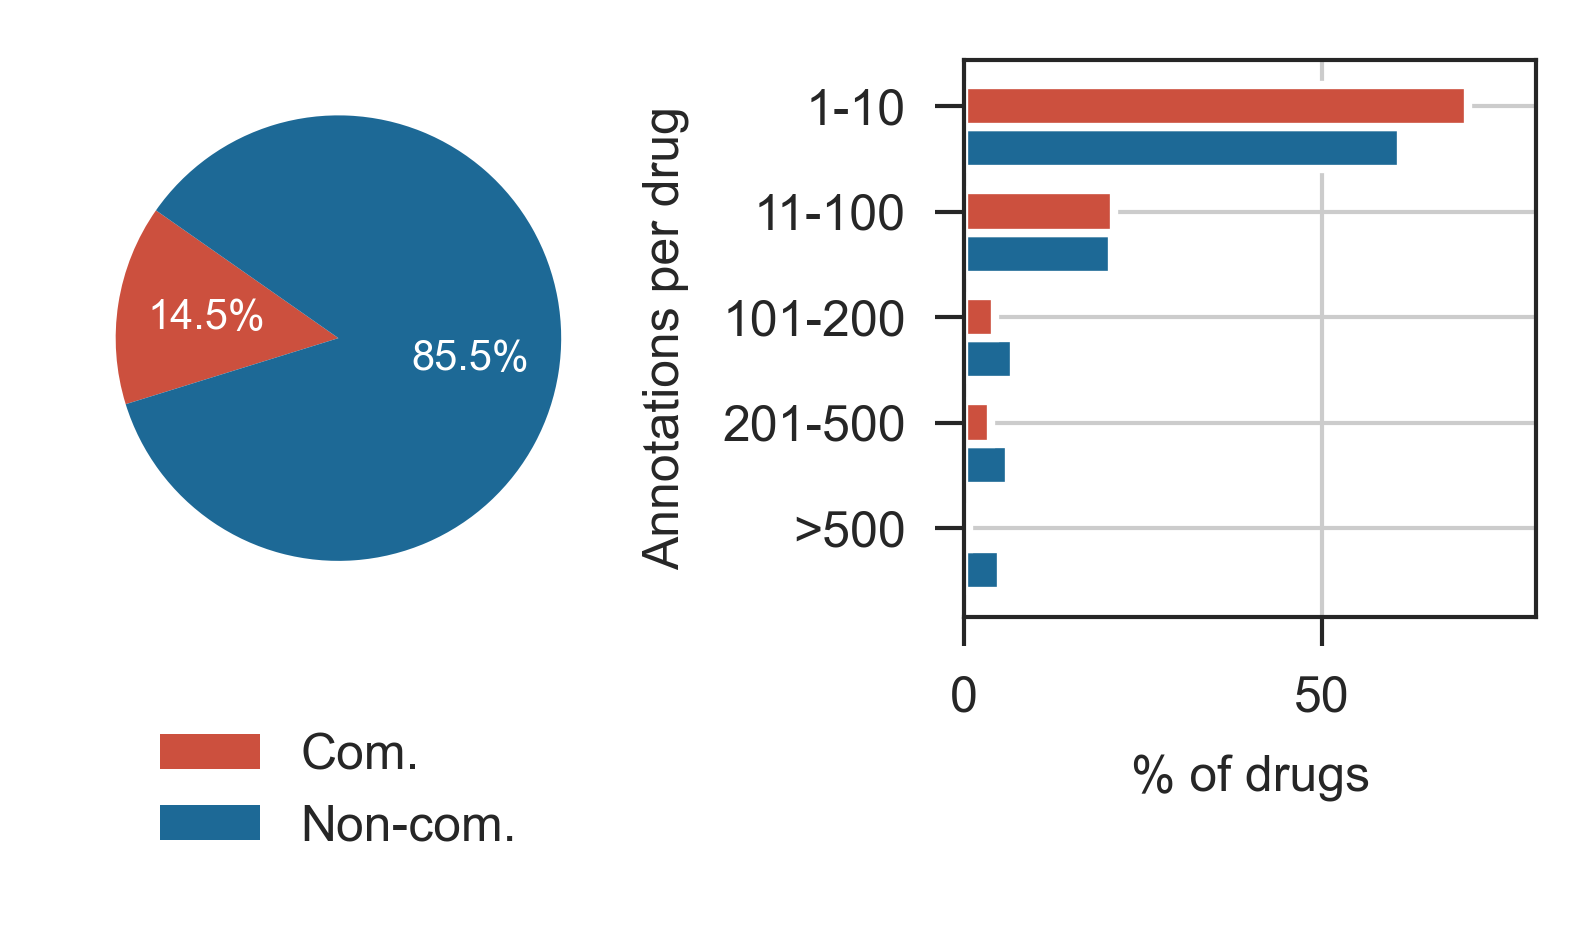 14.5%
85.5%
Com.
Non-com.
Annotations per drug
1-10
11-100
101-200
201-500
>500
0
50
% of drugs